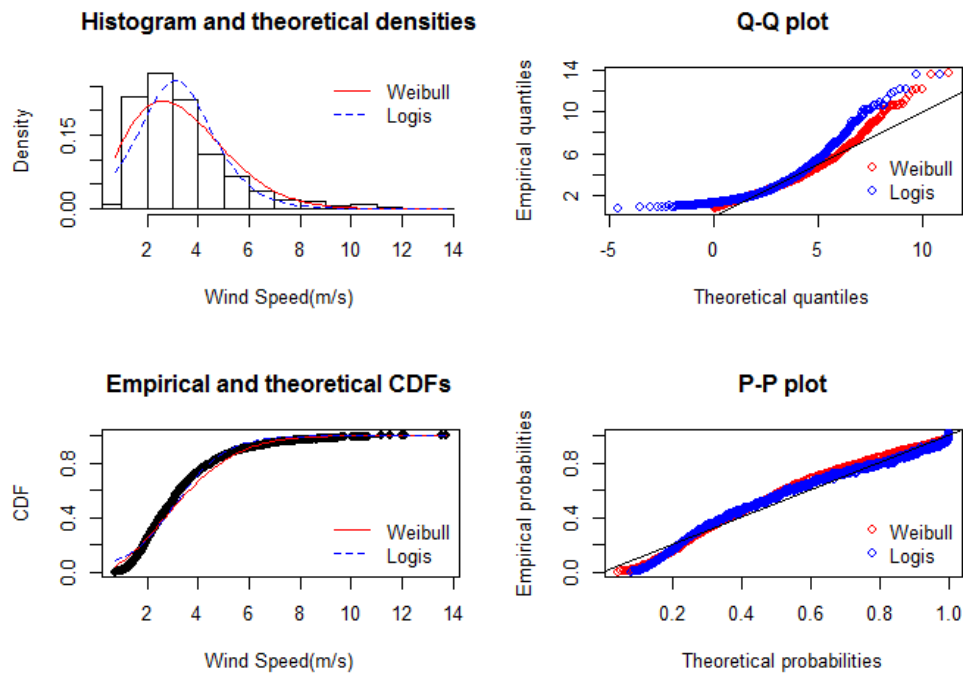 Histogram and theoretical densities
Density
0.00
0.15
Weibull
Logis
2 4 6 8 10 12 14
Wind Speed(m/s)
Q-Q plot
Empirical quantiles
2
6
10
14
Weibull
Logis
-5 0 5 10
Theoretical quantiles
Empirical and theoretical CDFs
CDF
0.0
0.4
0.8
Weibull
Logis
2 4 6 8 10 12 14
Wind Speed(m/s)
P-P plot
Empirical probabilities
0.0
0.4
0.8
Weibull
Logis
0.2 0.4 0.6 0.8 1.0
Theoretical probabilities